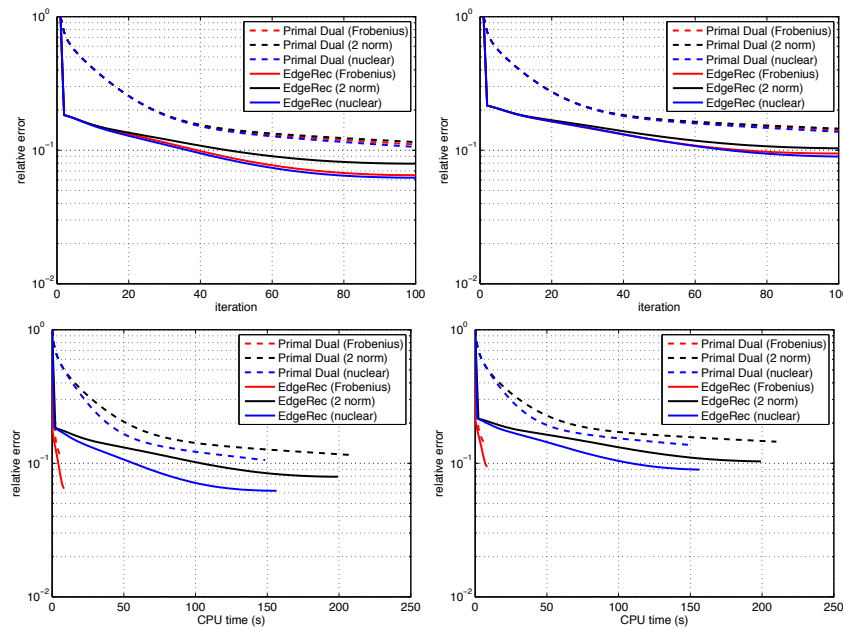 10^0
10^-1
10^-2
relative error
0 20 40 60 80 100
iteration
Primal Dual (Frobenius)
Primal Dual (2 norm)
Primal Dual (nuclear)
EdgeRec (Frobenius)
EdgeRec (2 norm)
EdgeRec (nuclear)
10^0
10^-1
10^-2
relative error
0 20 40 60 80 100
iteration
Primal Dual (Frobenius)
Primal Dual (2 norm)
Primal Dual (nuclear)
EdgeRec (Frobenius)
EdgeRec (2 norm)
EdgeRec (nuclear)
10^0
10^-1
10^-2
relative error
0 50 100 150 200 250
CPU time (s)
Primal Dual (Frobenius)
Primal Dual (2 norm)
Primal Dual (nuclear)
EdgeRec (Frobenius)
EdgeRec (2 norm)
EdgeRec (nuclear)
10^0
10^-1
10^-2
relative error
0 50 100 150 200 250
CPU time (s)
Primal Dual (Frobenius)
Primal Dual (2 norm)
Primal Dual (nuclear)
EdgeRec (Frobenius)
EdgeRec (2 norm)
EdgeRec (nuclear)